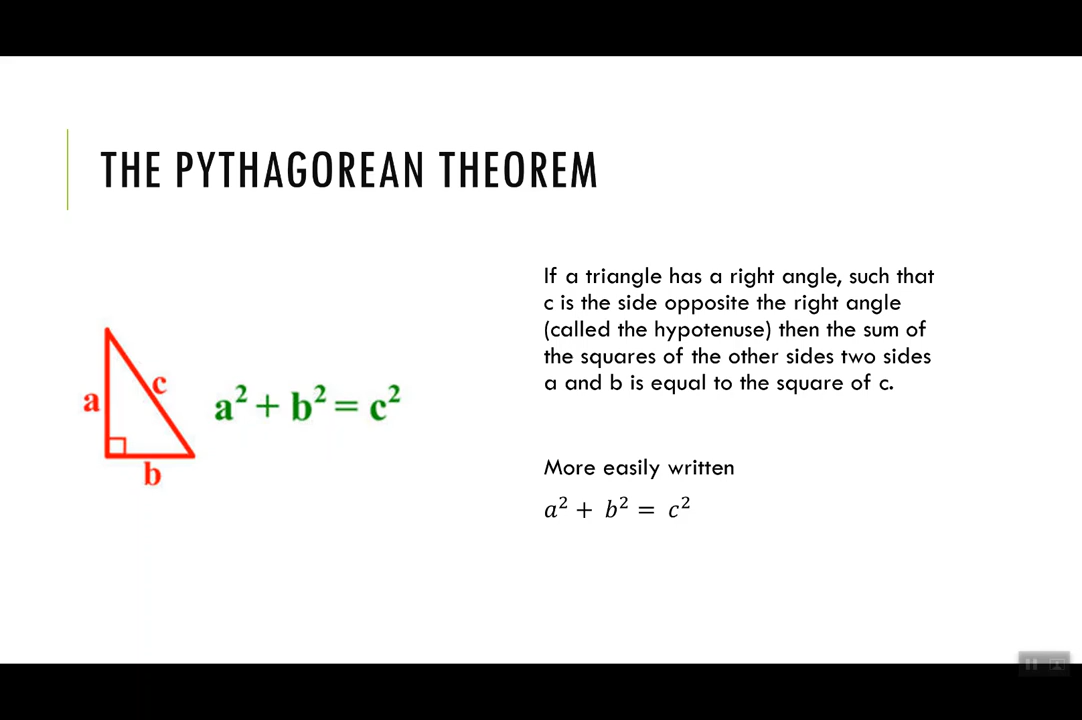 THE PYTHAGOREAN THEOREM
If a triangle has a right angle, such that
c is the side opposite the right angle
(called the hypotenuse) then the sum of
the squares of the other sides two sides
a and b is equal to the square of c.
a
c
b
a² + b² = c²
More easily written
a² + b² = c²